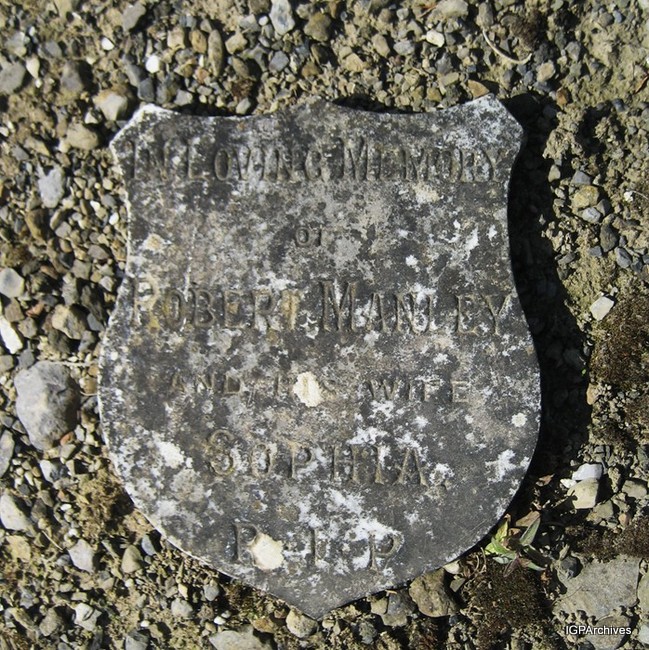 IN LOVING MEMORY
OF
ROBERT MANLEY
AND HIS WIFE
SOPHIA.
R.I.P
IGPArchives